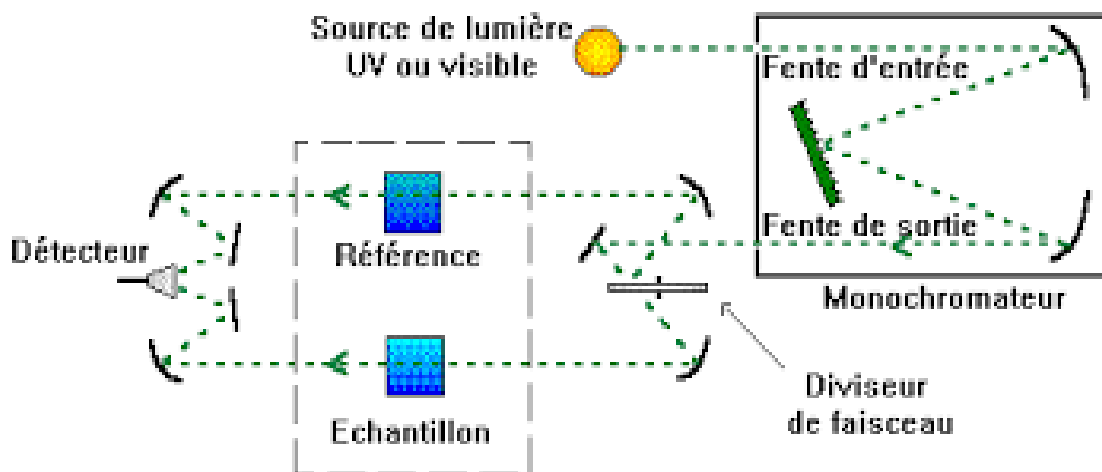 Source de lumière
UV ou visible
Fente d'entrée
Fente de sortie
Monochromateur
Référence
Détecteur
Echantillon
Diviseur
de faisceau